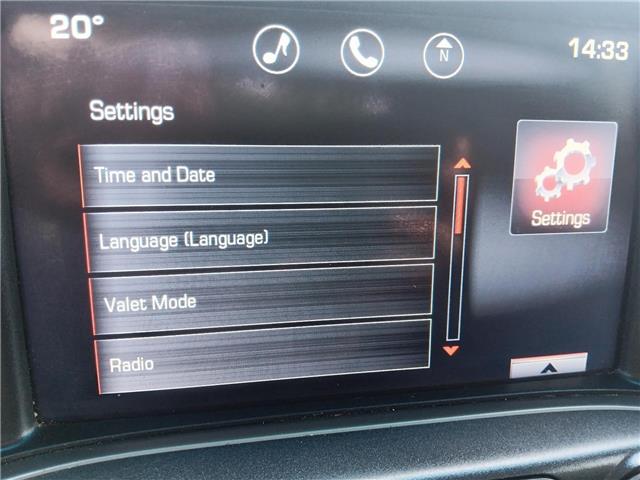 20°
N
14:33
Settings
Time and Date
Language (Language)
Valet Mode
Radio
Settings